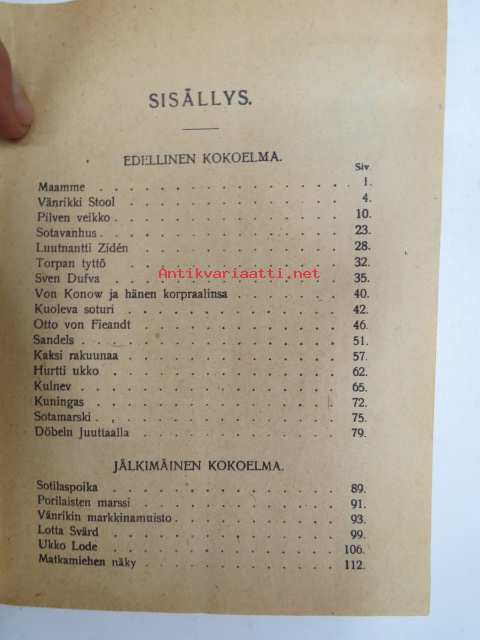 SISÄLLYS.
EDELLINEN KOKOELMA.
Siv.
Maamme . . . . . . . . . . . . . 1.
Vänrikki Stool . . . . . . . . . . . . 4.
Pilven veikko . . . . . . . . . . . . . 10.
Sotavanhus . . . . . . . . . . . . 23.
Luutnantti Zidén . . . . . . . . . . . 28.
Torpan tyttö . . . . . . . . . . . . 32.
Antikvariaatti.net
Sven Dufva . . . . . . . . . . . . 35.
Von Konow ja hänen korpraalinsa . . . . . . 40.
Kuoleva soturi . . . . . . . . . . . . 42.
Otto von Fieandt . . . . . . . . . . . 46.
Sandels . . . . . . . . . . . . . 51.
Kaksi rakuunaa . . . . . . . . . . . 57.
Hurtti ukko . . . . . . . . . . . . 62.
Kulnev . . . . . . . . . . . . . 65.
Kuningas . . . . . . . . . . . . . 72.
Sotamarski . . . . . . . . . . . . . 75.
Döbeln Juuttaalla . . . . . . . . . . . 79.
JÄLKIMÄINEN KOKOELMA.
Sotilaspoika . . . . . . . . . . . . 89.
Porilaisten marssi . . . . . . . . . . . 91.
Vänrikin markkinamuisto . . . . . . . . . 93.
Lotta Svärd . . . . . . . . . . . . 99.
Ukko Lode . . . . . . . . . . . . 106.
Matkamiehen näky . . . . . . . . . . 112.